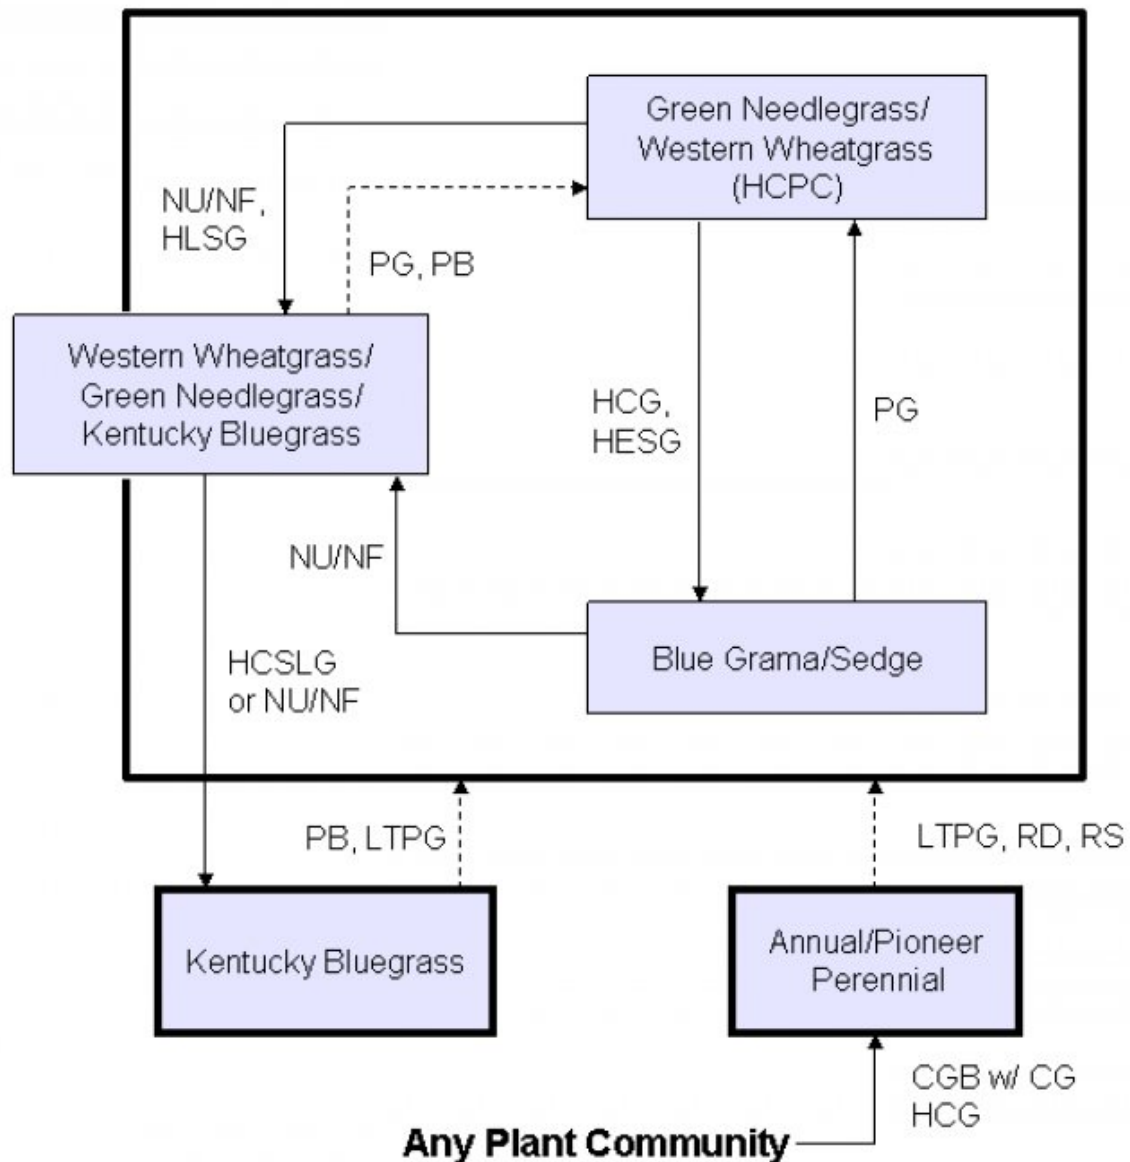 Green Needlegrass/
Western Wheatgrass
(HCPC)
NU/NF,
HLSG
PG, PB
Western Wheatgrass/
Green Needlegrass/
Kentucky Bluegrass
HCG,
HESG
PG
NU/NF
Blue Grama/Sedge
HCSLG
or NU/NF
PB, LTPG
LTPG, RD, RS
Kentucky Bluegrass
Annual/Pioneer
Perennial
CGB w/ CG
HCG
Any Plant Community